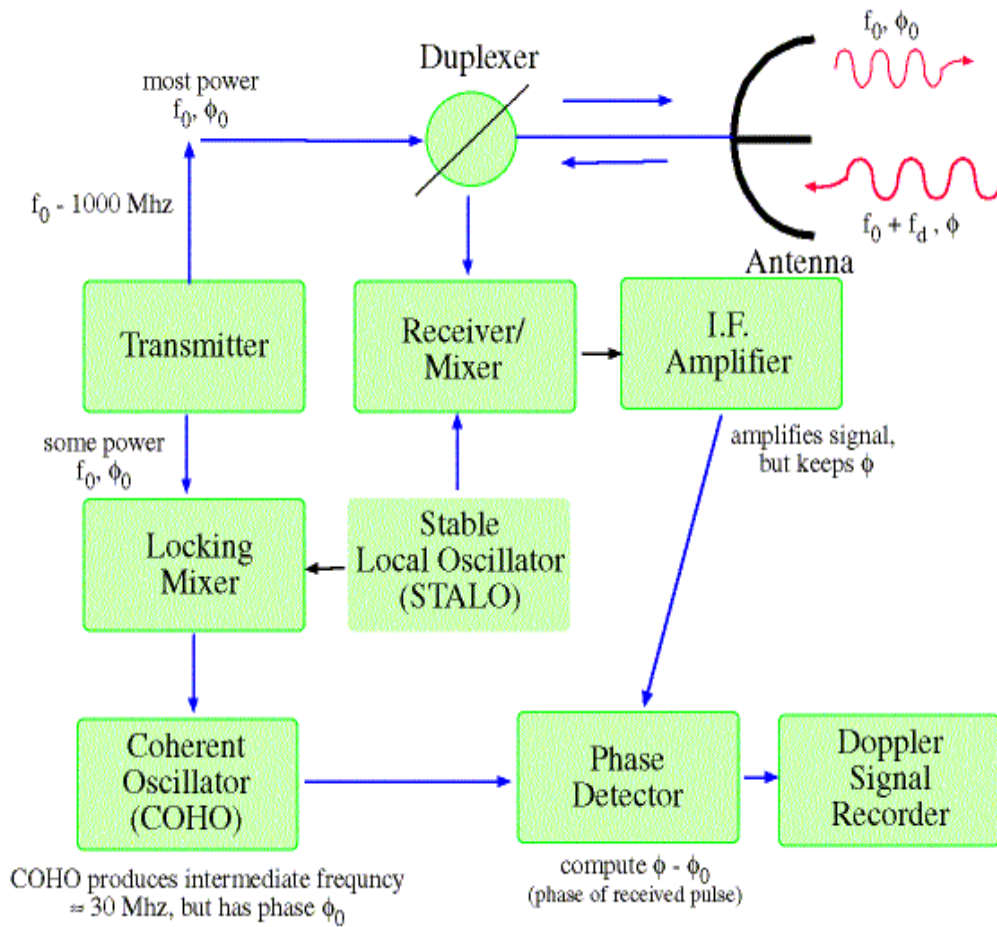 f₀, ϕ₀
Duplexer
most power
f₀, ϕ₀
f₀ - 1000 Mhz
f₀ + f_d , ϕ
Antenna
Transmitter
Receiver/
Mixer
I.F.
Amplifier
some power
f₀, ϕ₀
amplifies signal,
but keeps ϕ
Locking
Mixer
Stable
Local Oscillator
(STALO)
Coherent
Oscillator
(COHO)
Phase
Detector
Doppler
Signal
Recorder
COHO produces intermediate frequncy
≈ 30 Mhz, but has phase ϕ₀
compute ϕ - ϕ₀
(phase of received pulse)